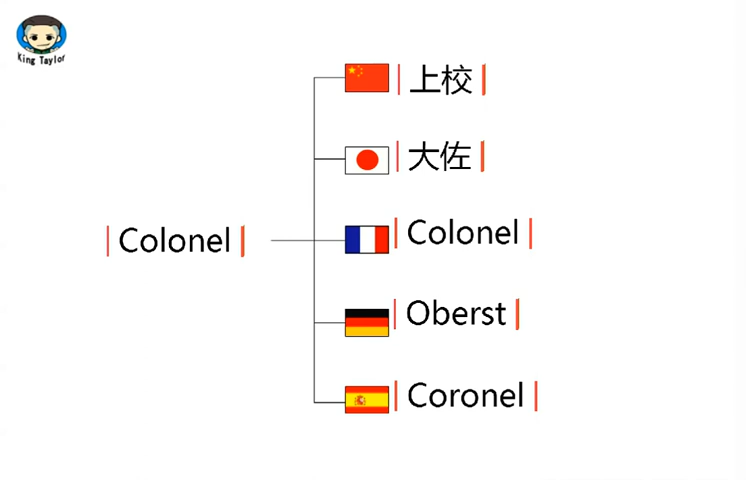 King Taylor
上校
大佐
Colonel
Colonel
Oberst
Coronel